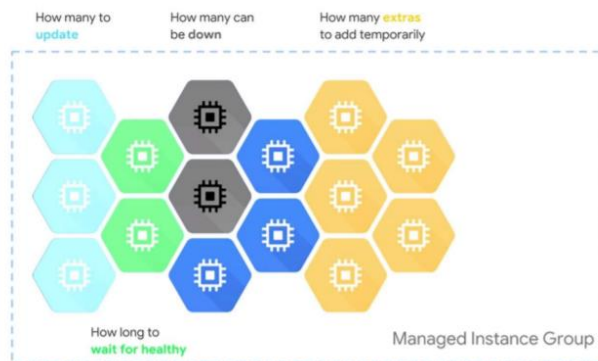 How many to
update
How many can
be down
How many extras
to add temporarily
How long to
wait for healthy
Managed Instance Group